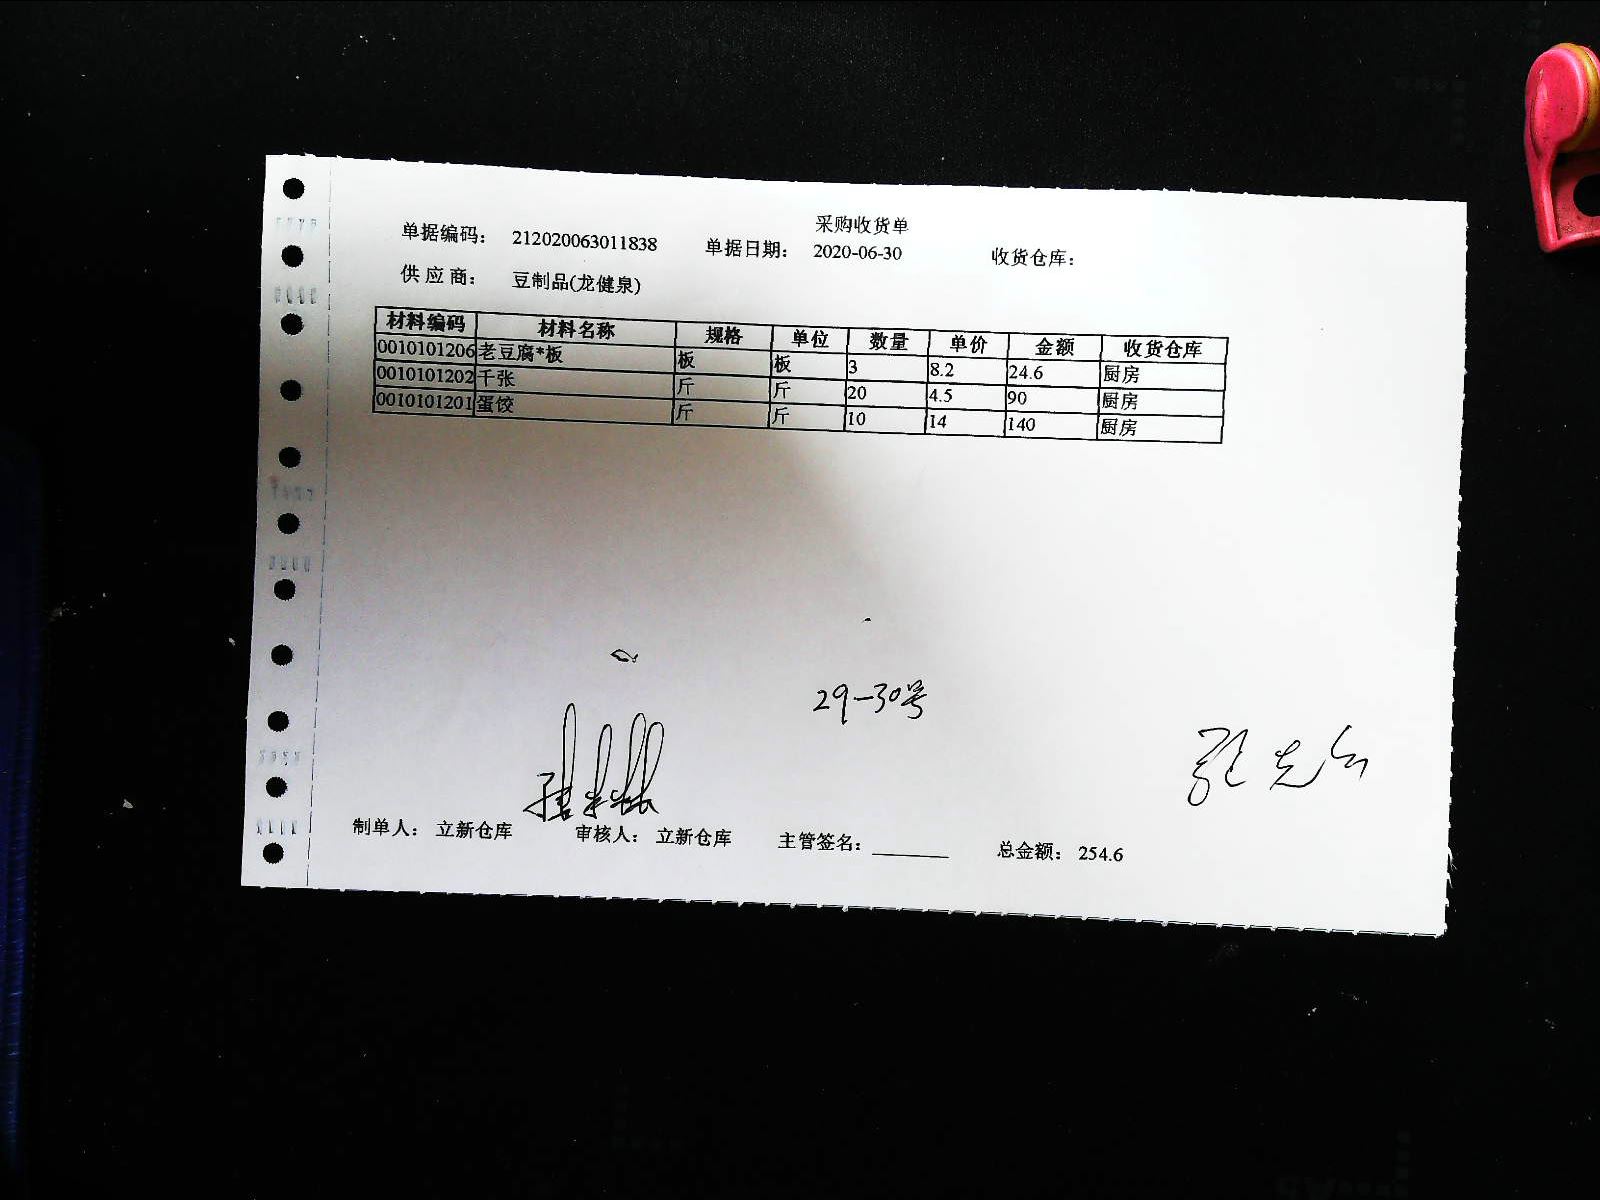 采购收货单
单据编码： 212020063011838 单据日期： 2020-06-30 收货仓库：
供 应 商： 豆制品(龙健泉)
材料编码 材料名称 规格 单位 数量 单价 金额 收货仓库
0010101206 老豆腐*板 板 板 3 8.2 24.6 厨房
0010101202 千张 斤 斤 20 4.5 90 厨房
0010101201 蛋饺 斤 斤 10 14 140 厨房
29-30号
制单人： 立新仓库 审核人： 立新仓库 主管签名： 总金额： 254.6